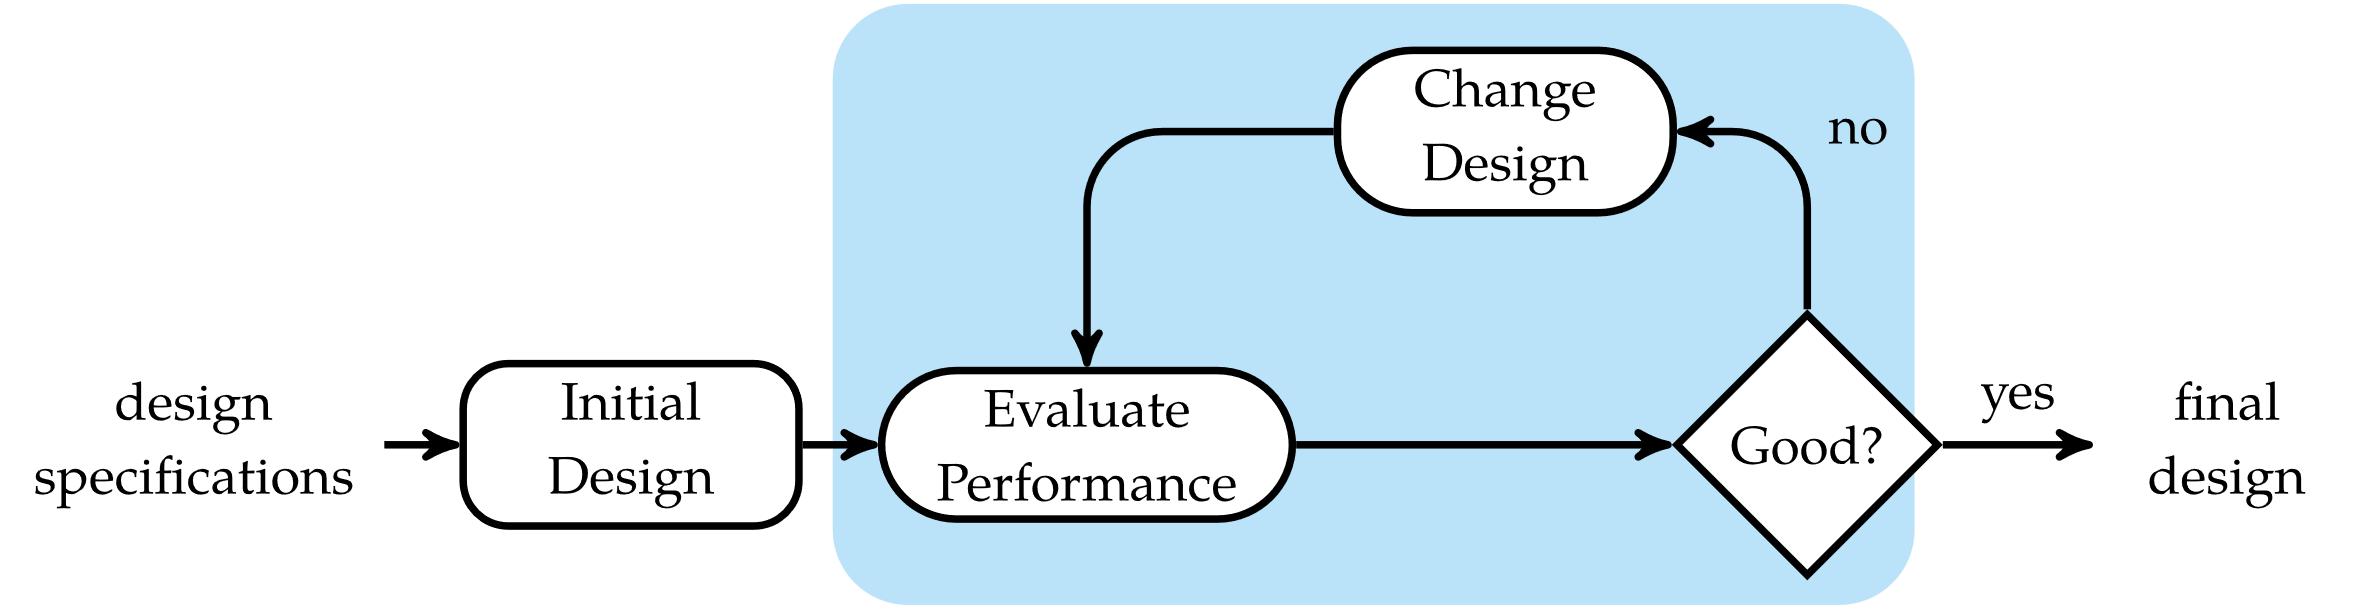 design
specifications
Initial
Design
Evaluate
Performance
Change
Design
no
Good?
yes
final
design